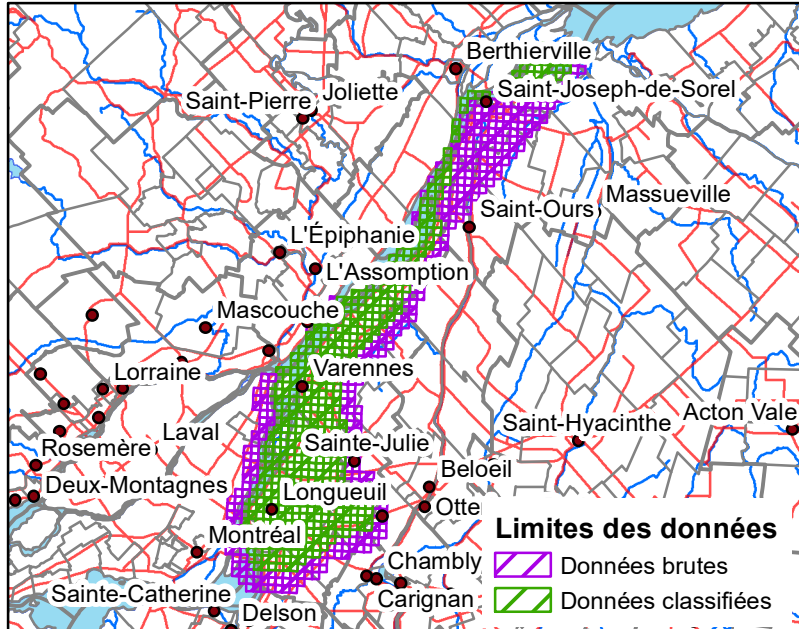 Berthierville
Saint-Joseph-de-Sorel
Joliette
Saint-Pierre
Massueville
Saint-Ours
L'Épiphanie
L'Assomption
Mascouche
Lorraine
Varennes
Acton Vale
Saint-Hyacinthe
Laval
Sainte-Julie
Rosemère
Beloeil
Deux-Montagnes
Longueuil
Otte
Montréal
Chambly
Sainte-Catherine
Carignan
Delson
Limites des données
Données brutes
Données classifiées